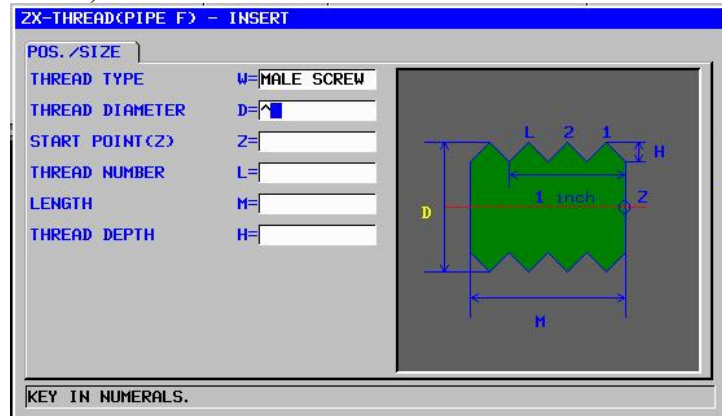 ZX-THREAD(PIPE F) - INSERT
POS./SIZE
THREAD TYPE W=MALE SCREW
THREAD DIAMETER D=^
START POINT(Z) Z=
THREAD NUMBER L=
LENGTH M=
THREAD DEPTH H=
L 2 1
H
1 inch Z
D
M
KEY IN NUMERALS.